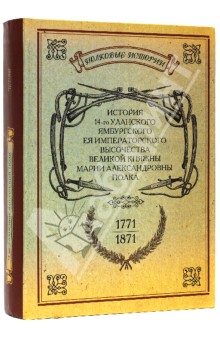 ПОЛКОВЫЕ ИСТОРИИ
ИСТОРИЯ
14-го УЛАНСКОГО
ЯМБУРГСКОГО
ЕЯ ИМПЕРАТОРСКОГО
ВЫСОЧЕСТВА
ВЕЛИКОЙ КНЯЖНЫ
МАРИИ АЛЕКСАНДРОВНЫ
ПОЛКА
1771
1871